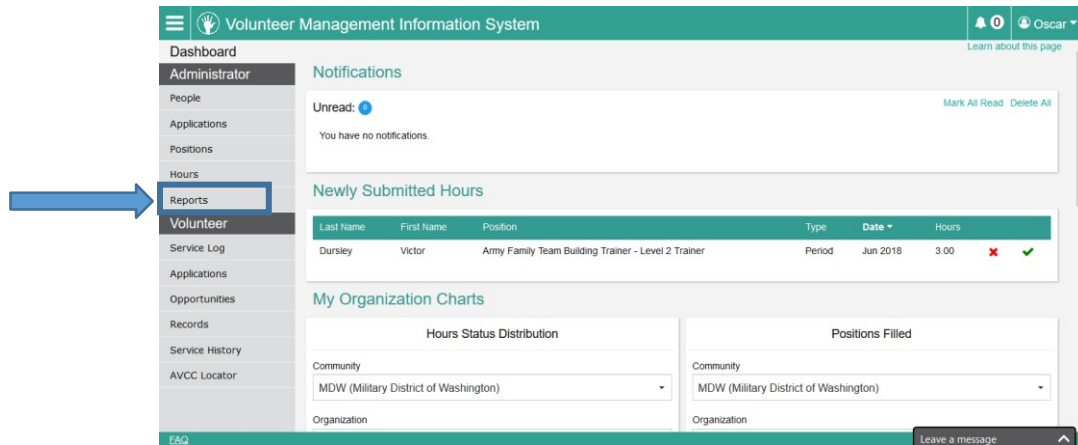 Volunteer Management Information System
0
Oscar
Learn about this page
Dashboard
Administrator
People
Applications
Positions
Hours
Reports
Volunteer
Service Log
Applications
Opportunities
Records
Service History
AVCC Locator
Notifications
Unread: 0
Mark All Read Delete All
You have no notifications.
Newly Submitted Hours
Last Name First Name Position Type Date Hours
Dursley Victor Army Family Team Building Trainer - Level 2 Trainer Period Jun 2018 3.00
My Organization Charts
Hours Status Distribution
Community
MDW (Military District of Washington)
Organization
Positions Filled
Community
MDW (Military District of Washington)
Organization
FAQ
Leave a message